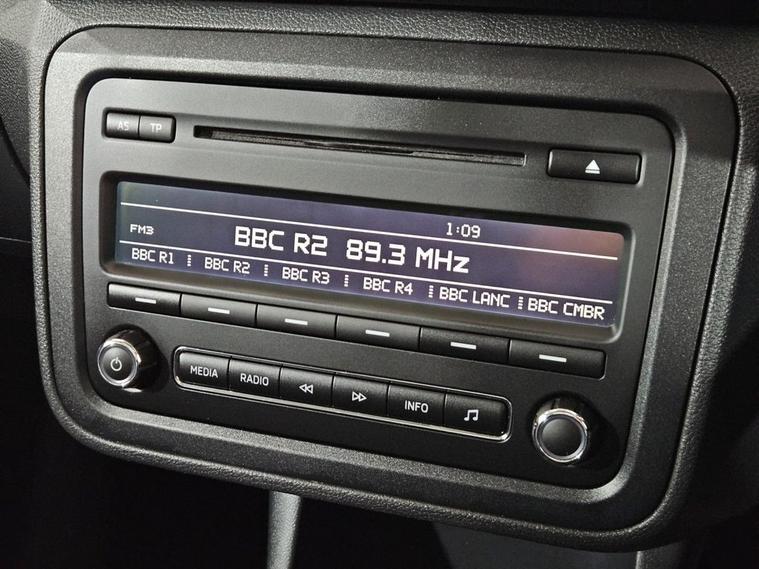 AS TP
1:09
FM3 BBC R2 89.3 MHz
BBC R1 BBC R2 BBC R3 BBC R4 BBC LANC BBC CMBR
MEDIA RADIO INFO